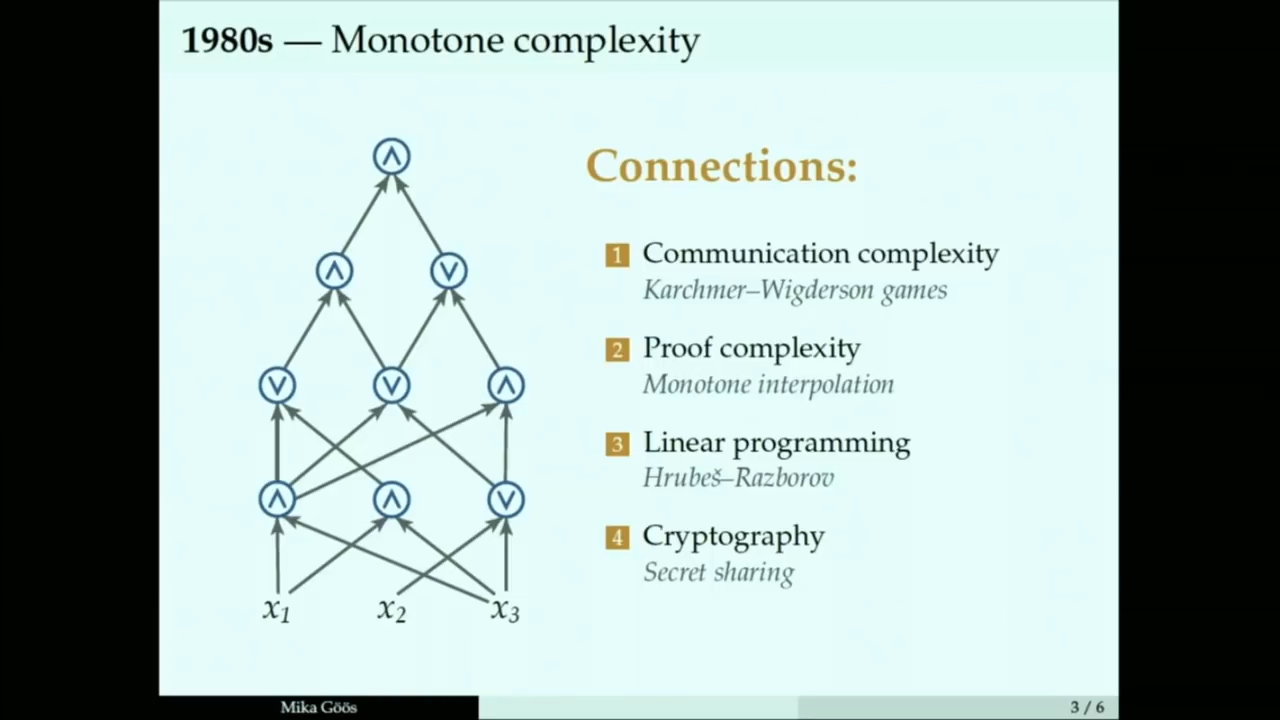 1980s — Monotone complexity
∧
∧ ∨
∨ ∨ ∧
∧ ∧ ∨
x1 x2 x3
Connections:
1 Communication complexity
Karchmer–Wigderson games
2 Proof complexity
Monotone interpolation
3 Linear programming
Hrubeš–Razborov
4 Cryptography
Secret sharing
Mika Göös
3 / 6